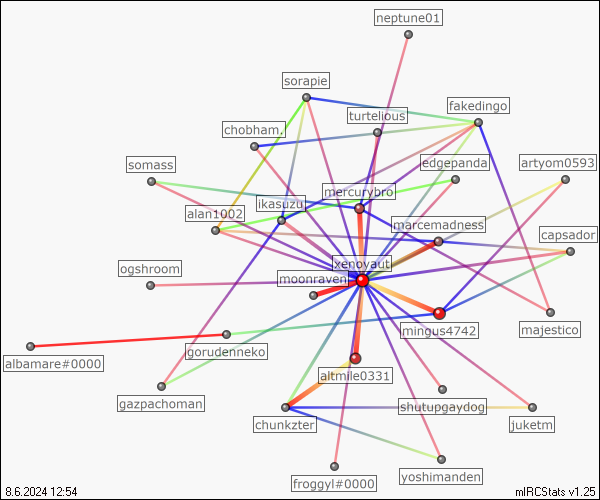 neptune01
sorapie
fakedingo
turtelious
chobham,
somass
edgepanda
artyom0593
mercurybro
ikasuzu
alan1002
marcemadness
capsador
xenoyaut
ogshroom
moonraven
mingus4742
majestico
albamare#0000
gorudenneko
altmile0331
gazpachoman
shutupgaydog
chunkzter
juketm
froggyl#0000
yoshimanden
8.6.2024 12:54
mIRCStats v1.25